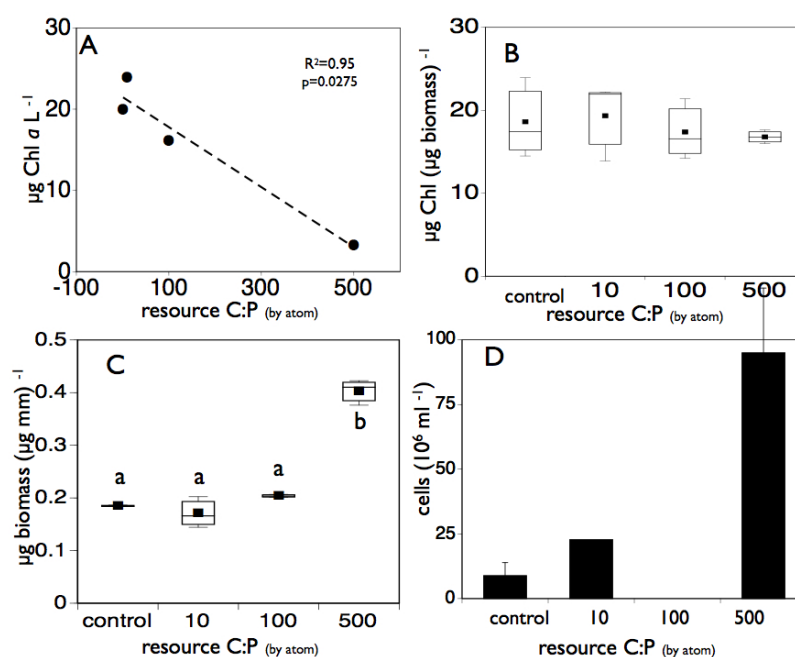 A
R²=0.95
p=0.0275
µg Chl a L -1
30
20
10
0
-100
100
300
500
resource C:P (by atom)
B
µg Chl (µg biomass) -1
30
20
10
0
control
10
100
500
resource C:P (by atom)
C
µg biomass (µg mm) -1
0.5
0.4
0.3
0.2
0.1
0
a
a
a
b
control
10
100
500
resource C:P (by atom)
D
cells (10⁶ ml -1)
100
75
50
25
0
control
10
100
500
resource C:P (by atom)